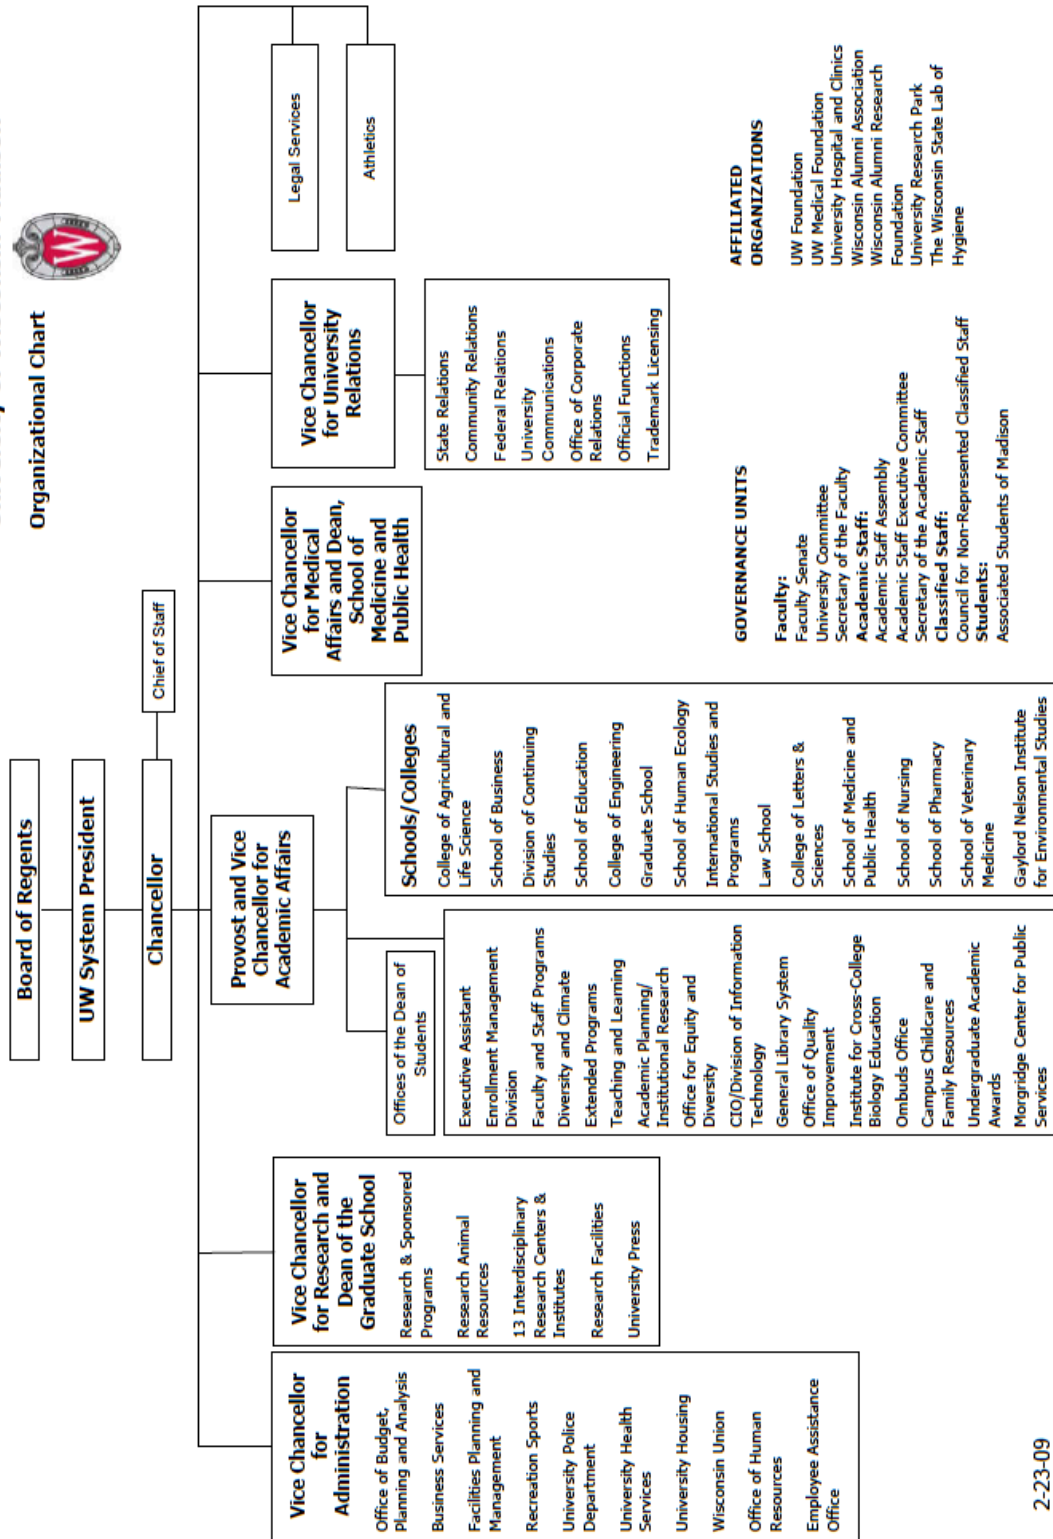 Organizational Chart
W
Board of Regents
UW System President
Chancellor
Chief of Staff
Vice Chancellor
for
Administration
Office of Budget,
Planning and Analysis
Business Services
Facilities Planning and
Management
Recreation Sports
University Police
Department
University Health
Services
University Housing
Wisconsin Union
Office of Human
Resources
Employee Assistance
Office
Vice Chancellor
for Research and
Dean of the
Graduate School
Research & Sponsored
Programs
Research Animal
Resources
13 Interdisciplinary
Research Centers &
Institutes
Research Facilities
University Press
Provost and Vice
Chancellor for
Academic Affairs
Offices of the Dean of
Students
Executive Assistant
Enrollment Management
Division
Faculty and Staff Programs
Diversity and Climate
Extended Programs
Teaching and Learning
Academic Planning/
Institutional Research
Office for Equity and
Diversity
CIO/Division of Information
Technology
General Library System
Office of Quality
Improvement
Institute for Cross-College
Biology Education
Ombuds Office
Campus Childcare and
Family Resources
Undergraduate Academic
Awards
Morgridge Center for Public
Services
Schools/Colleges
College of Agricultural and
Life Science
School of Business
Division of Continuing
Studies
School of Education
College of Engineering
Graduate School
School of Human Ecology
International Studies and
Programs
Law School
College of Letters &
Sciences
School of Medicine and
Public Health
School of Nursing
School of Pharmacy
School of Veterinary
Medicine
Gaylord Nelson Institute
for Environmental Studies
Vice Chancellor
for Medical
Affairs and Dean,
School of
Medicine and
Public Health
Vice Chancellor
for University
Relations
State Relations
Community Relations
Federal Relations
University
Communications
Office of Corporate
Relations
Official Functions
Trademark Licensing
Legal Services
Athletics
GOVERNANCE UNITS
Faculty:
Faculty Senate
University Committee
Secretary of the Faculty
Academic Staff:
Academic Staff Assembly
Academic Staff Executive Committee
Secretary of the Academic Staff
Classified Staff:
Council for Non-Represented Classified Staff
Students:
Associated Students of Madison
AFFILIATED
ORGANIZATIONS
UW Foundation
UW Medical Foundation
University Hospital and Clinics
Wisconsin Alumni Association
Wisconsin Alumni Research
Foundation
University Research Park
The Wisconsin State Lab of
Hygiene
2-23-09